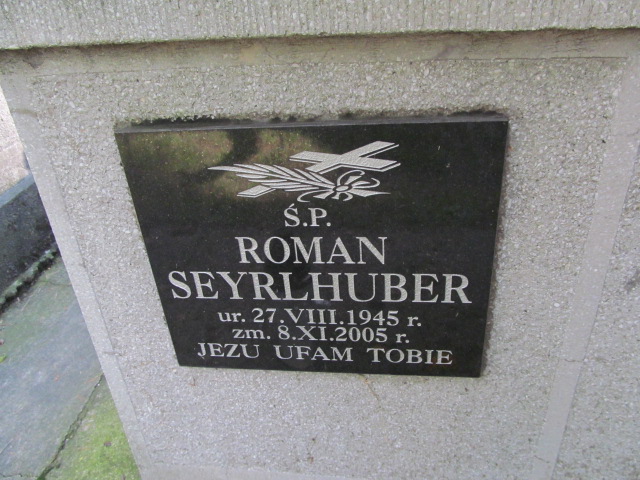 Ś.P.
ROMAN
SEYRLHUBER
ur. 27.VIII.1945 r.
zm. 8.XI.2005 r.
JEZU UFAM TOBIE